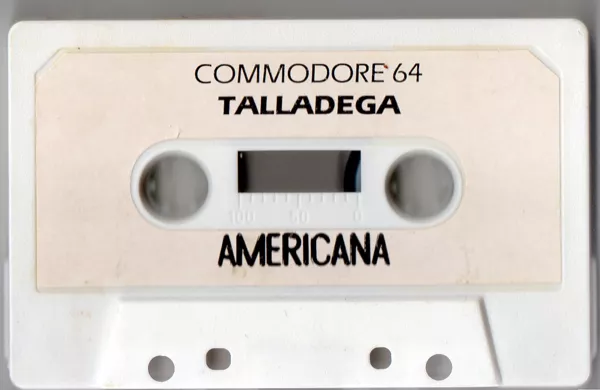 COMMODORE 64
TALLADEGA
100 50 0
AMERICANA